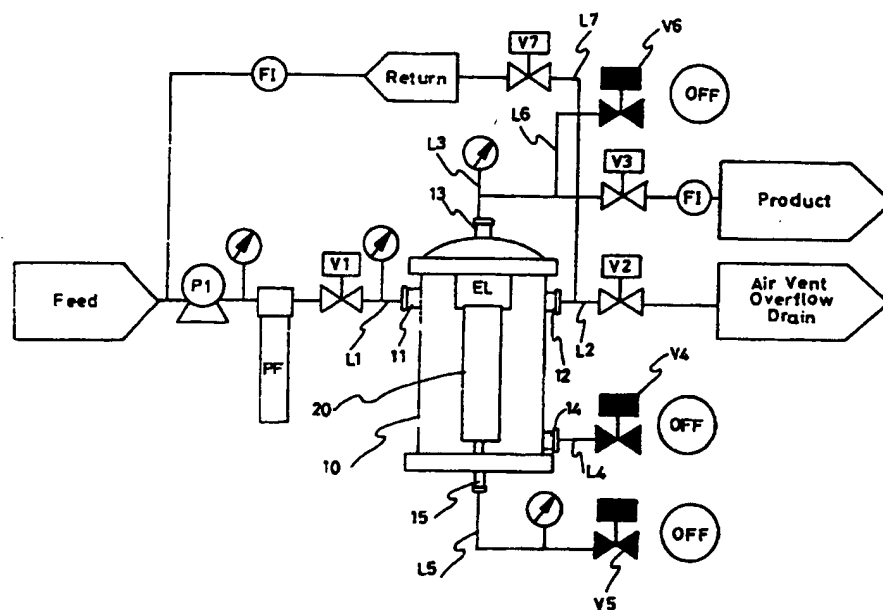 L7
V6
V7
FI
Return
OFF
L6
L3
V3
13
FI
Product
V1
P1
Feed
EL
V2
Air Vent
Overflow
Drain
L1
11
12
L2
PF
V4
20
14
OFF
10
L4
15
OFF
L5
V5